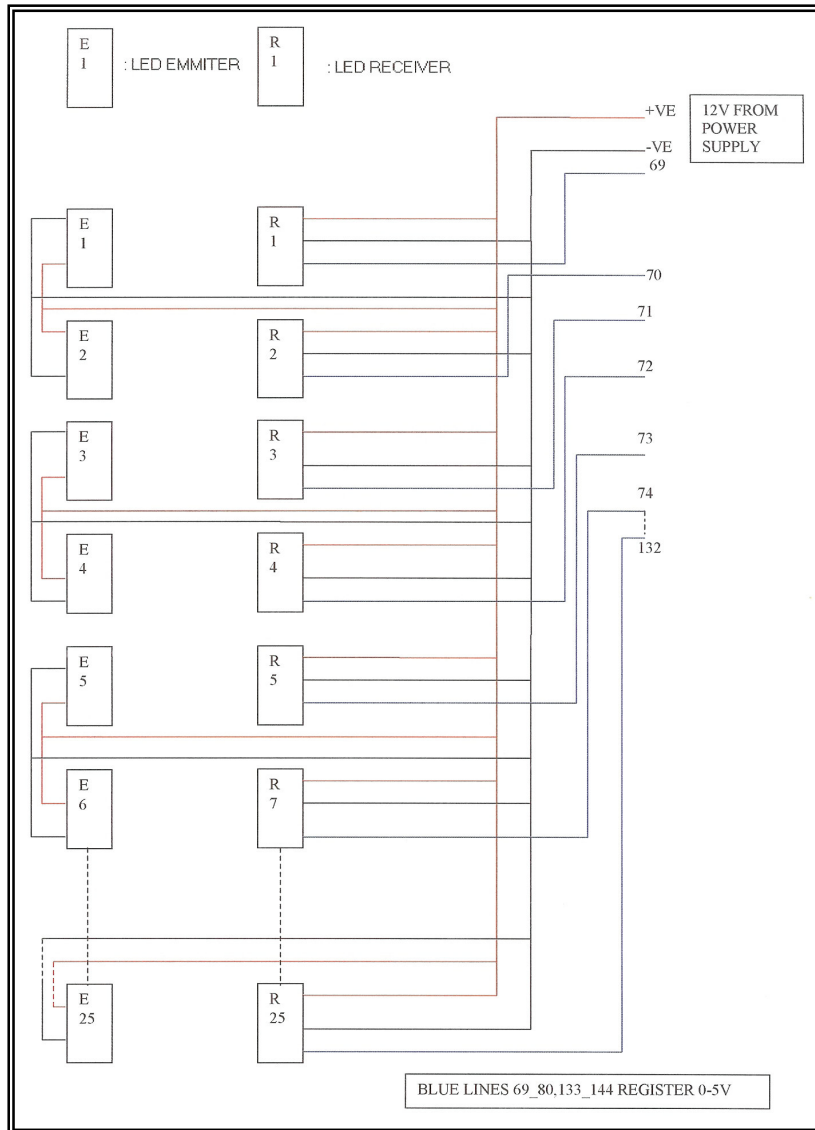 E
1
: LED EMMITER
R
1
: LED RECEIVER
+VE
12V FROM
POWER
SUPPLY
-VE
69
E
1
R
1
70
E
2
R
2
71
72
E
3
R
3
73
74
132
E
4
R
4
E
5
R
5
E
6
R
7
E
25
R
25
BLUE LINES 69_80,133_144 REGISTER 0-5V